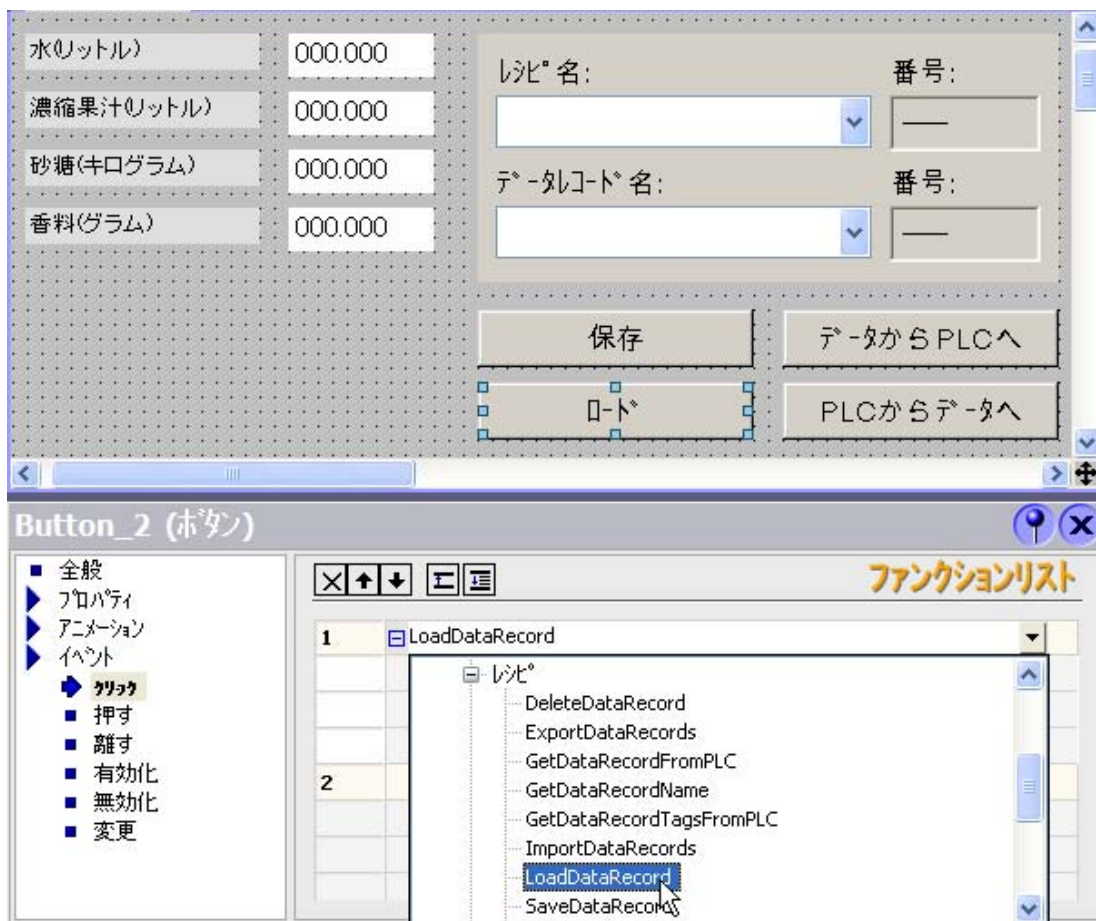 水(リットル)
000.000
濃縮果汁(リットル)
000.000
砂糖(キログラム)
000.000
香料(グラム)
000.000
ﾚｼﾋﾟ名:
番号:
ﾃﾞｰﾀﾚｺｰﾄﾞ名:
番号:
保存
ﾃﾞｰﾀからPLCへ
ﾛｰﾄﾞ
PLCからﾃﾞｰﾀへ
Button_2 (ﾎﾞﾀﾝ)
全般
ﾌﾟﾛﾊﾟﾃｨ
ｱﾆﾒｰｼｮﾝ
ｲﾍﾞﾝﾄ
ｸﾘｯｸ
押す
離す
有効化
無効化
変更
ファンクションリスト
1 LoadDataRecord
ﾚｼﾋﾟ
DeleteDataRecord
ExportDataRecords
GetDataRecordFromPLC
2
GetDataRecordName
GetDataRecordTagsFromPLC
ImportDataRecords
LoadDataRecord
SaveDataRecord